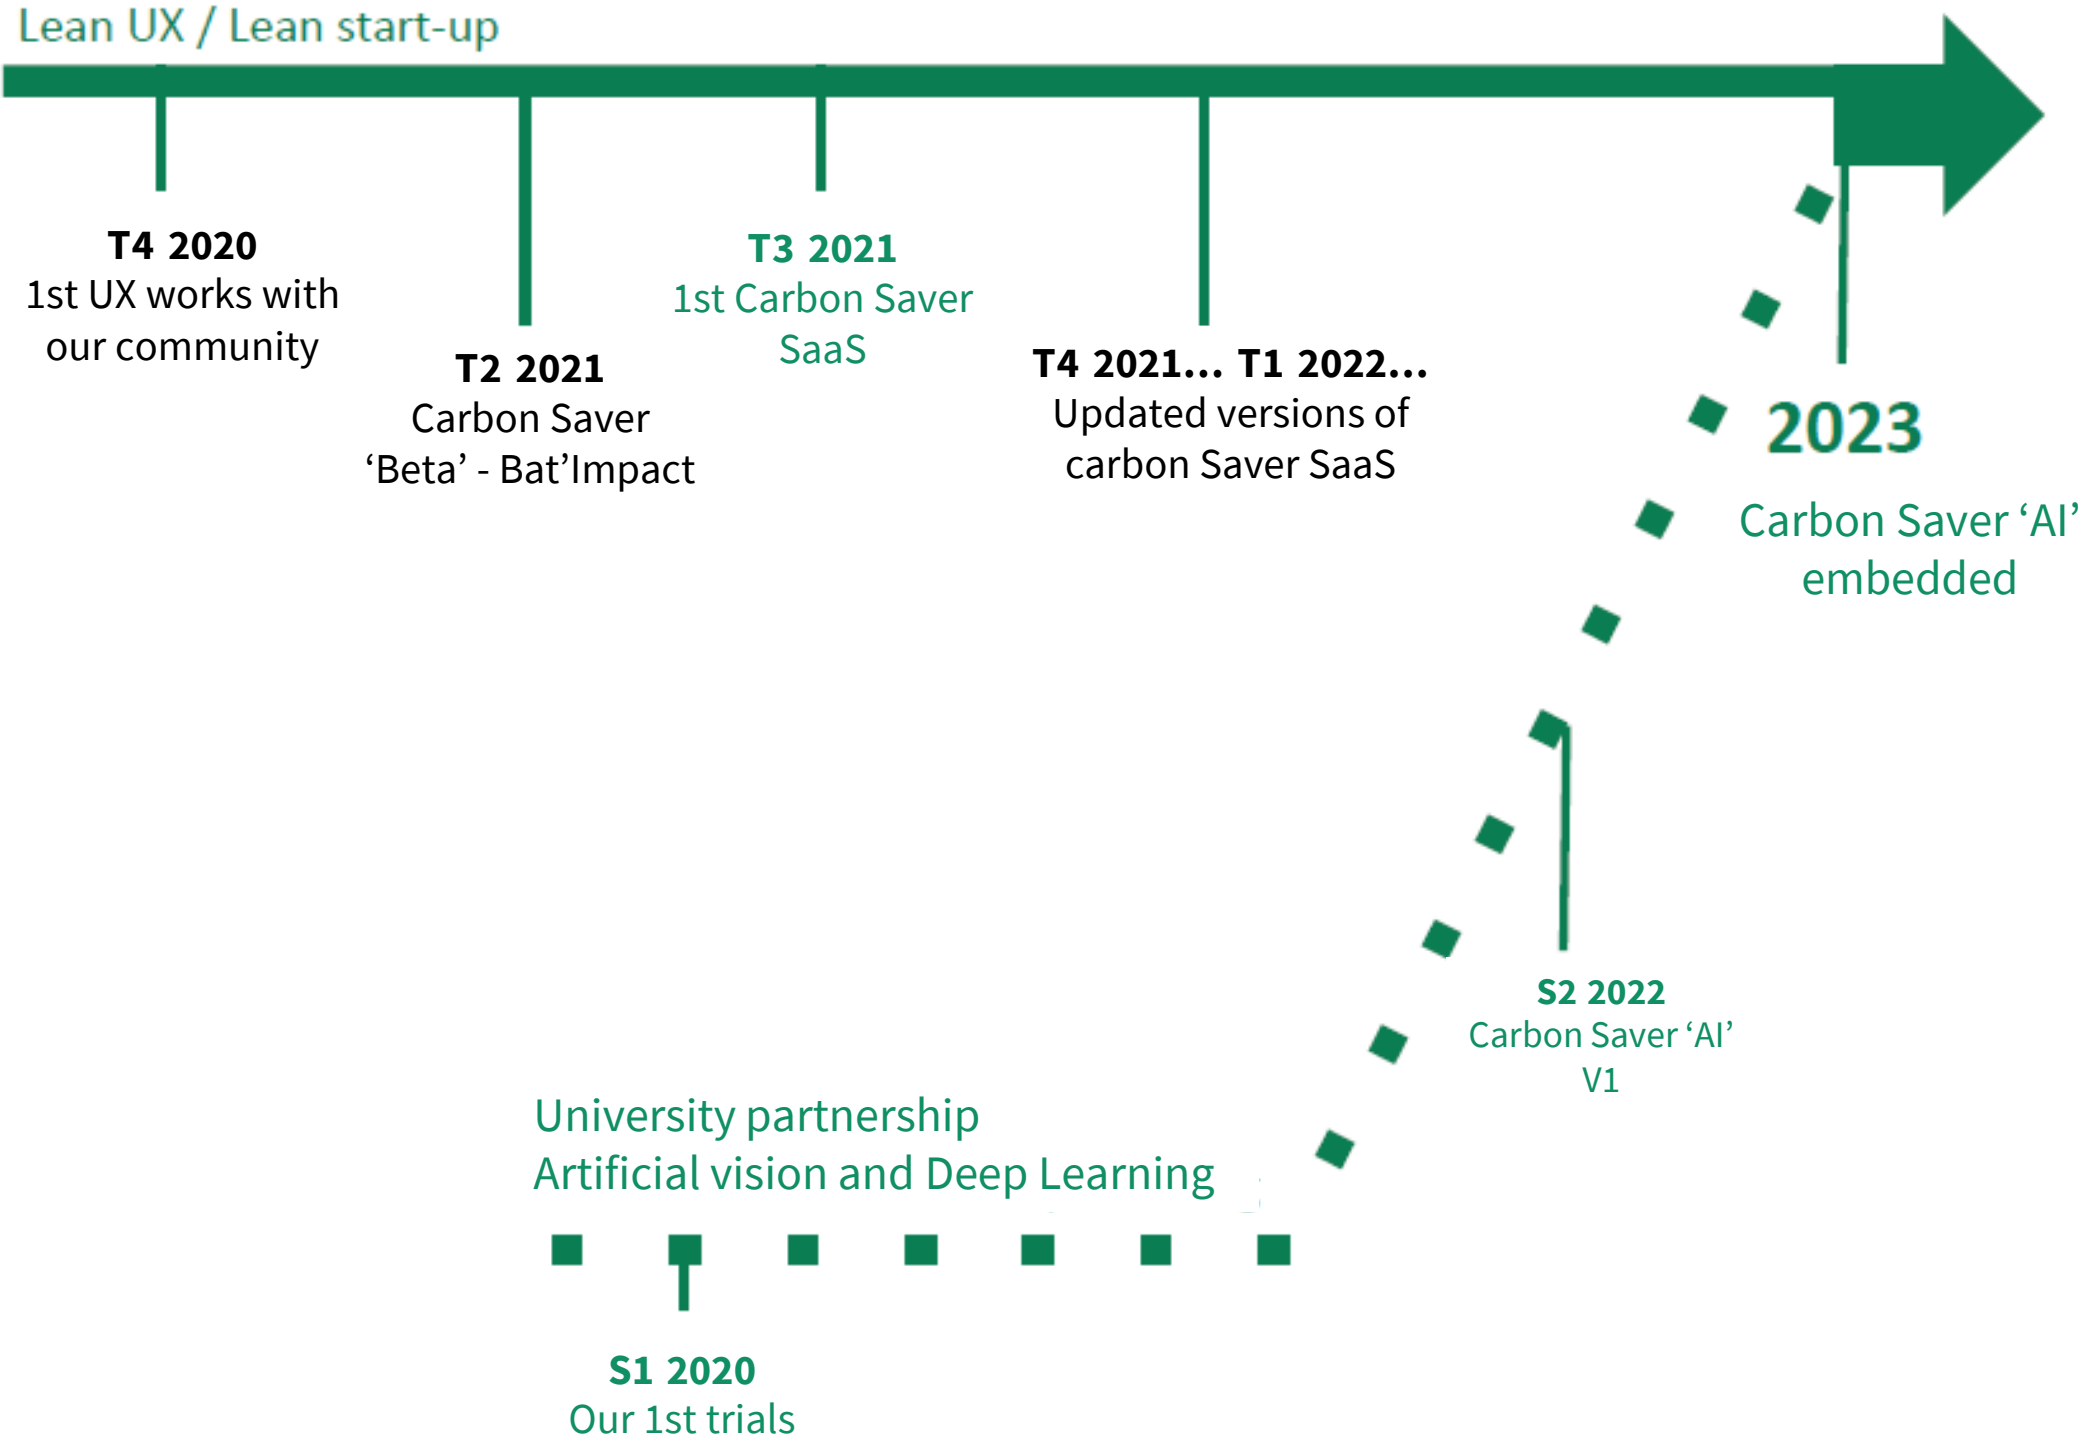 Lean UX / Lean start-up
T4 2020
1st UX works with
our community
T2 2021
Carbon Saver
‘Beta’ - Bat’Impact
T3 2021
1st Carbon Saver
SaaS
T4 2021... T1 2022...
Updated versions of
carbon Saver SaaS
2023
Carbon Saver ‘AI’
embedded
S2 2022
Carbon Saver ‘AI’
V1
University partnership
Artificial vision and Deep Learning
S1 2020
Our 1st trials